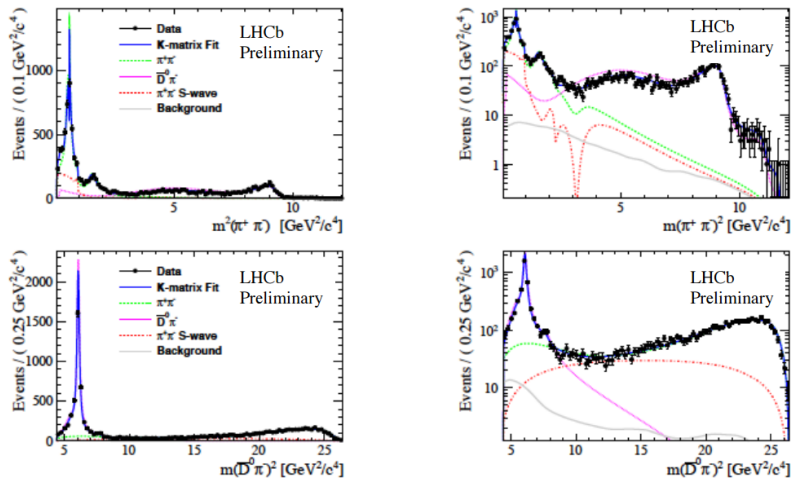 Events / ( 0.1 GeV²/c⁴ )
1000
500
0
Data
K-matrix Fit
π⁺π⁻
D̄⁰π⁻
π⁺π⁻ S-wave
Background
LHCb
Preliminary
0
5
10
m²(π⁺ π⁻) [GeV²/c⁴]
Events / ( 0.1 GeV²/c⁴ )
10³
10²
10
1
LHCb
Preliminary
0
5
10
m(π⁺ π⁻)² [GeV²/c⁴]
Events / ( 0.25 GeV²/c⁴ )
2000
1500
1000
500
0
Data
K-matrix Fit
π⁺π⁻
D̄⁰π⁻
π⁺π⁻ S-wave
Background
LHCb
Preliminary
5
10
15
20
25
m(D̄⁰π⁻)² [GeV²/c⁴]
Events / ( 0.25 GeV²/c⁴ )
10³
10²
10
LHCb
Preliminary
5
10
15
20
25
m(D̄⁰π⁻)² [GeV²/c⁴]